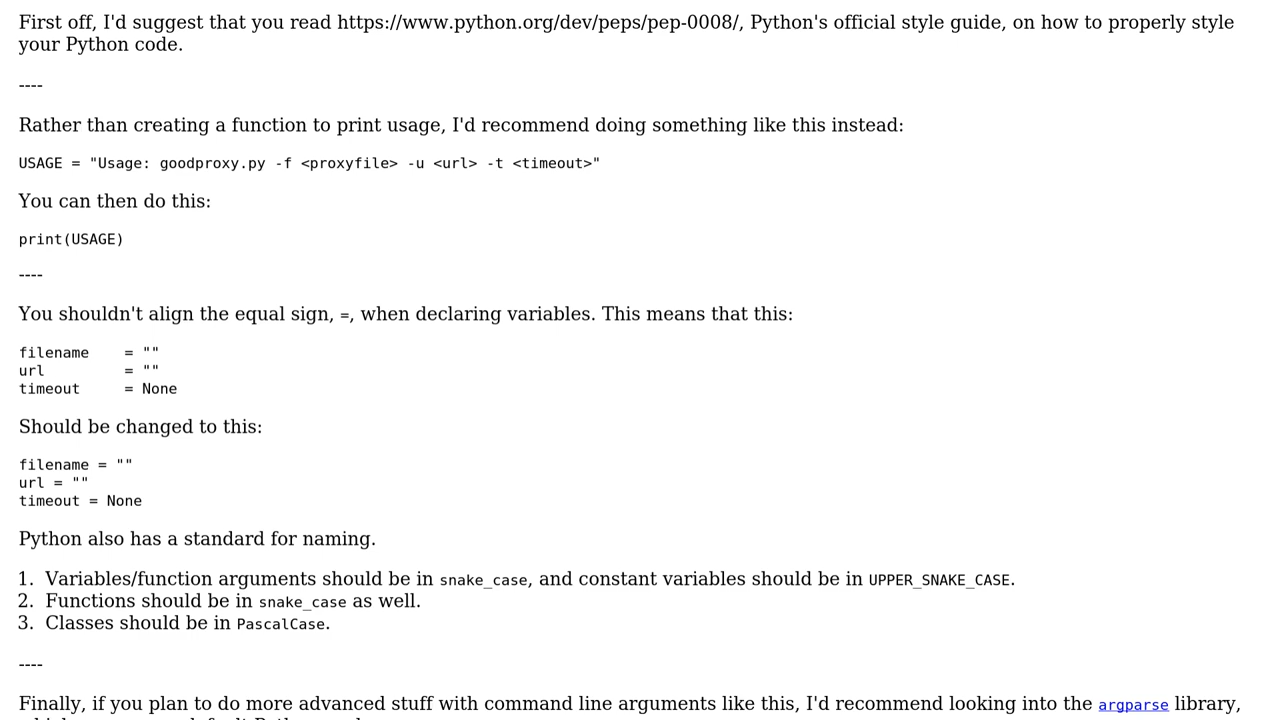 First off, I'd suggest that you read https://www.python.org/dev/peps/pep-0008/, Python's official style guide, on how to properly style
your Python code.
----
Rather than creating a function to print usage, I'd recommend doing something like this instead:
USAGE = "Usage: goodproxy.py -f <proxyfile> -u <url> -t <timeout>"
You can then do this:
print(USAGE)
----
You shouldn't align the equal sign, =, when declaring variables. This means that this:
filename    = ""
url         = ""
timeout     = None
Should be changed to this:
filename = ""
url = ""
timeout = None
Python also has a standard for naming.
1. Variables/function arguments should be in snake_case, and constant variables should be in UPPER_SNAKE_CASE.
2. Functions should be in snake_case as well.
3. Classes should be in PascalCase.
----
Finally, if you plan to do more advanced stuff with command line arguments like this, I'd recommend looking into the argparse library,